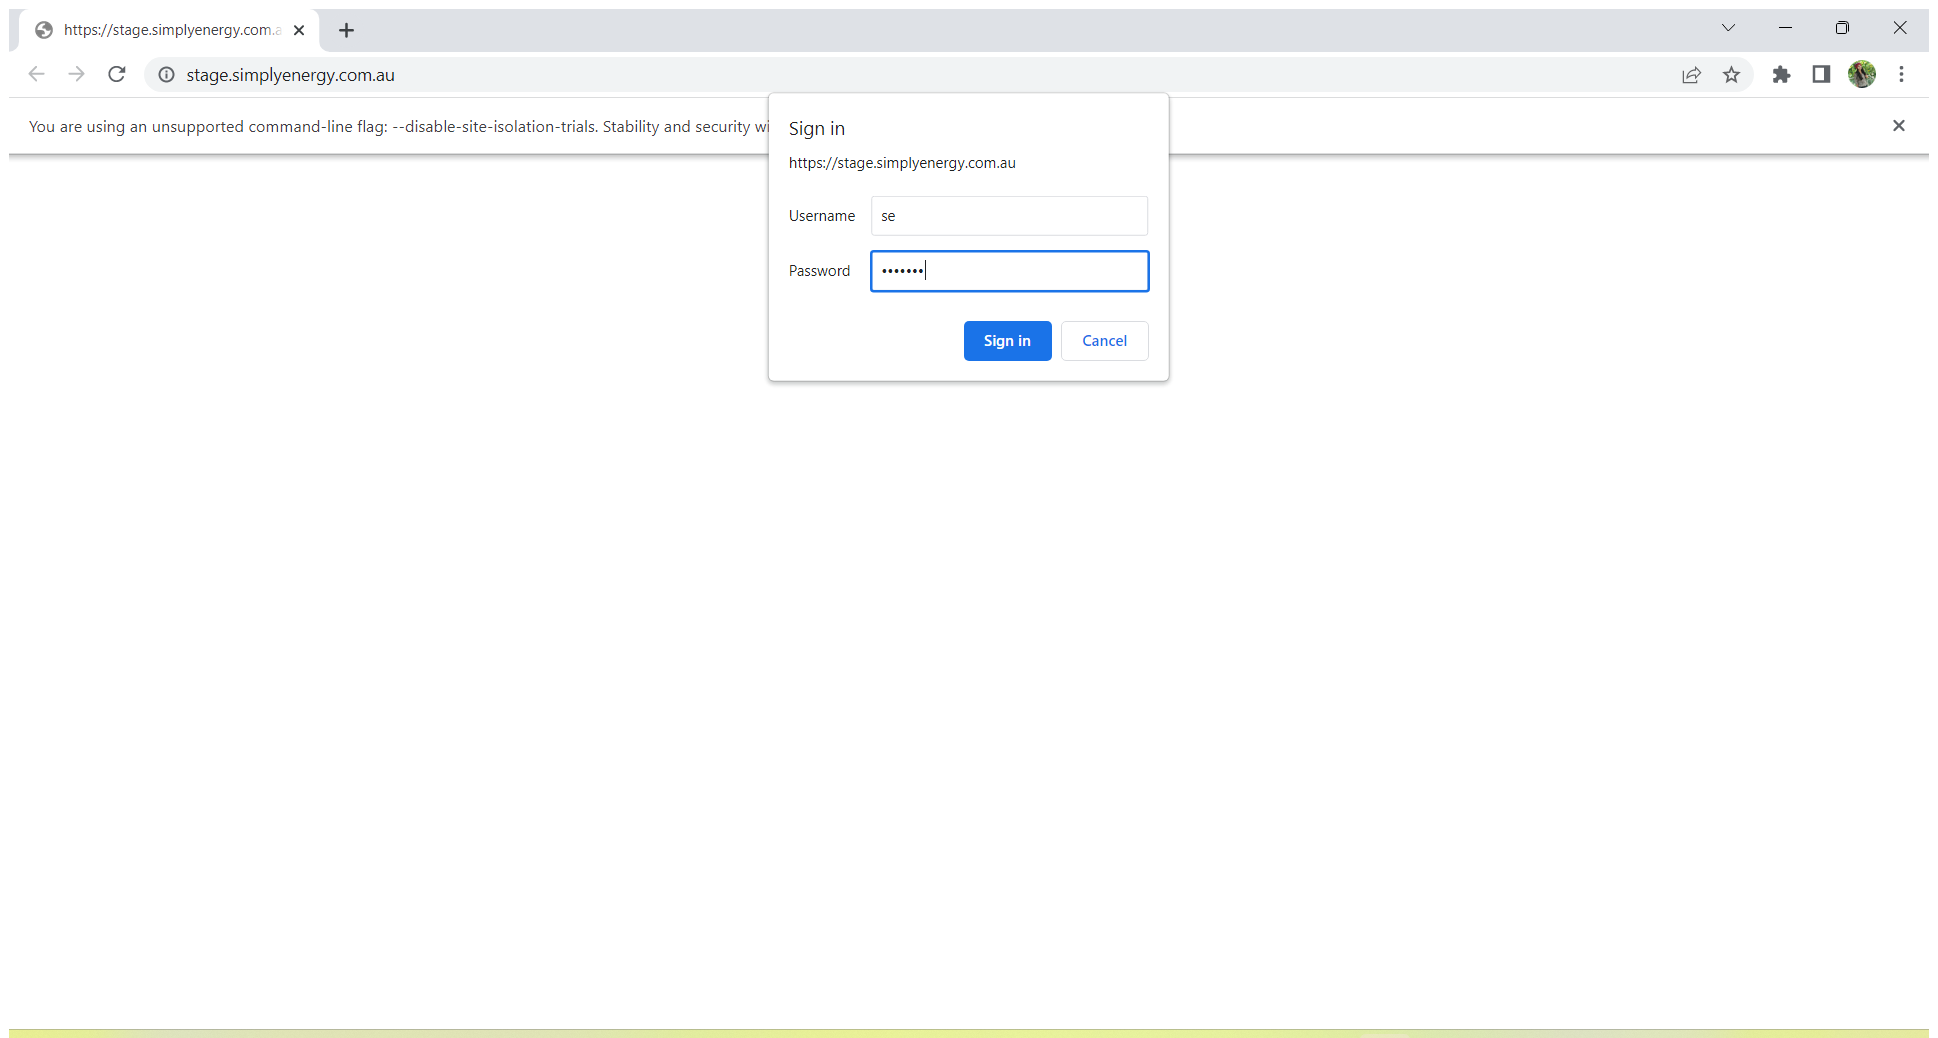 https://stage.simplyenergy.com.a
stage.simplyenergy.com.au
You are using an unsupported command-line flag: --disable-site-isolation-trials. Stability and security wi
Sign in
https://stage.simplyenergy.com.au
Username se
Password •••••••
Sign in Cancel